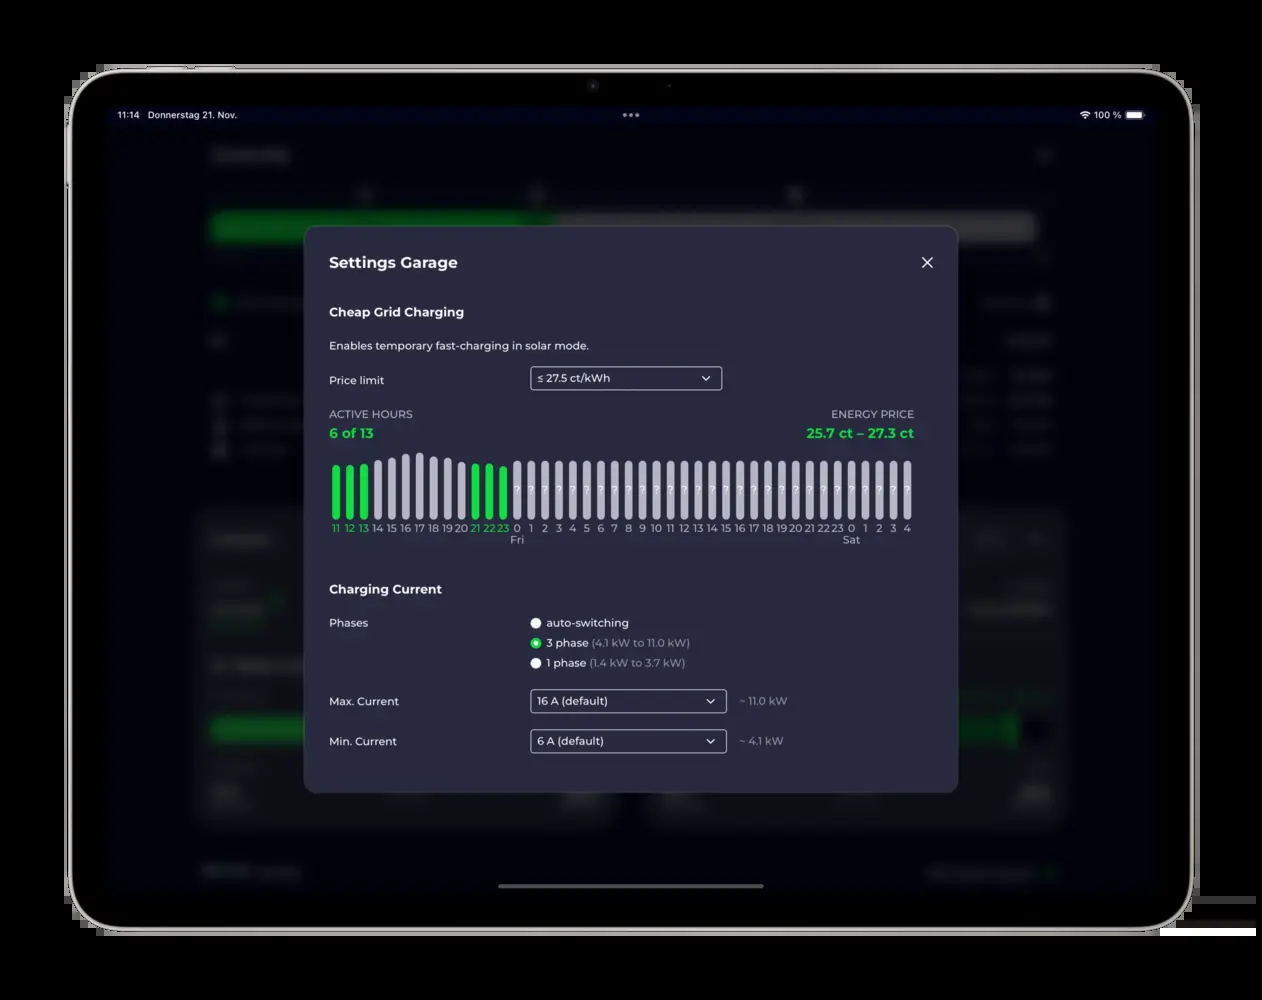 11:14 Donnerstag 21. Nov.
100 %
Settings Garage
Cheap Grid Charging
Enables temporary fast-charging in solar mode.
Price limit
≤ 27.5 ct/kWh
ACTIVE HOURS
ENERGY PRICE
6 of 13
25.7 ct – 27.3 ct
? ? ? ? ? ? ? ? ? ? ? ? ? ? ? ? ? ? ? ? ? ? ? ? ? ? ? ? ?
11 12 13 14 15 16 17 18 19 20 21 22 23 0 1 2 3 4 5 6 7 8 9 10 11 12 13 14 15 16 17 18 19 20 21 22 23 0 1 2 3 4
Fri Sat
Charging Current
Phases
auto-switching
3 phase (4.1 kW to 11.0 kW)
1 phase (1.4 kW to 3.7 kW)
Max. Current
16 A (default)
~ 11.0 kW
Min. Current
6 A (default)
~ 4.1 kW